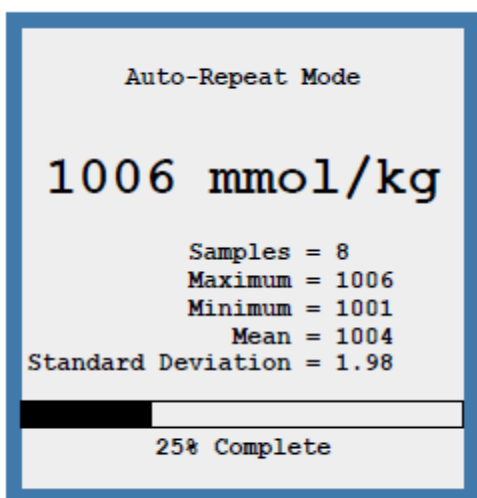 Auto-Repeat Mode
1006 mmol/kg
Samples = 8
Maximum = 1006
Minimum = 1001
Mean = 1004
Standard Deviation = 1.98
25% Complete